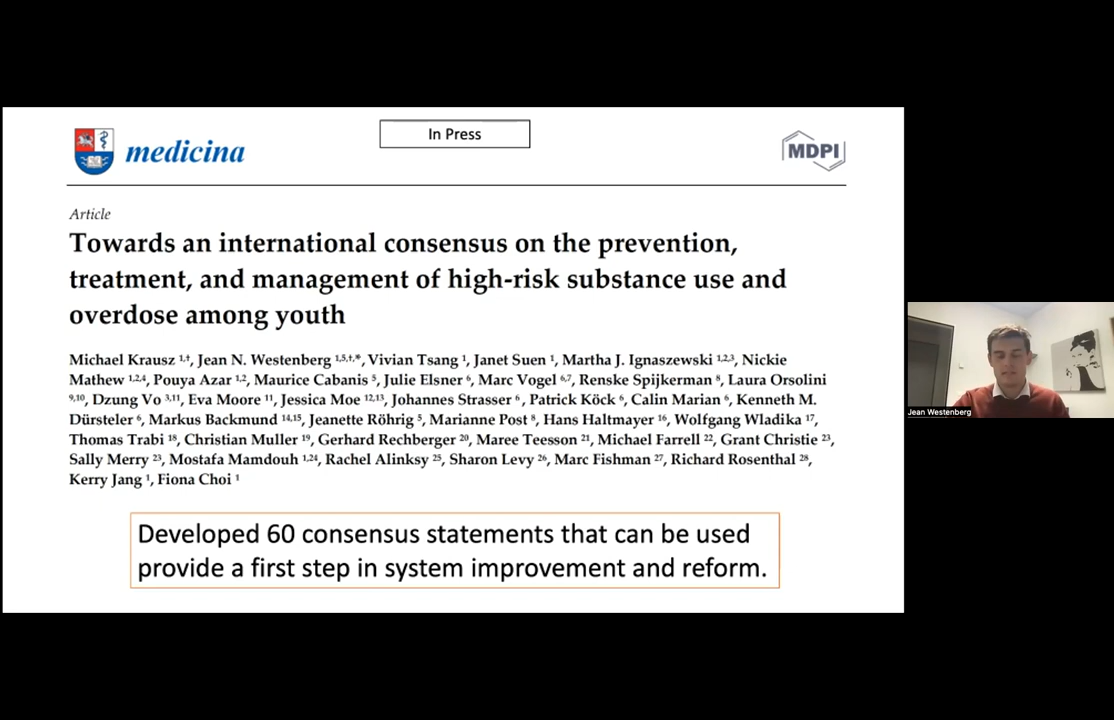 In Press
medicina
MDPI
Article
Towards an international consensus on the prevention,
treatment, and management of high-risk substance use and
overdose among youth
Michael Krausz 1,†, Jean N. Westenberg 1,5,†,*, Vivian Tsang 1, Janet Suen 1, Martha J. Ignaszewski 1,2,3, Nickie
Mathew 1,2,4, Pouya Azar 1,2, Maurice Cabanis 5, Julie Elsner 6, Marc Vogel 6,7, Renske Spijkerman 8, Laura Orsolini
9,10, Dzung Vo 3,11, Eva Moore 11, Jessica Moe 12,13, Johannes Strasser 6, Patrick Köck 6, Calin Marian 6, Kenneth M.
Dürsteler 6, Markus Backmund 14,15, Jeanette Röhrig 5, Marianne Post 8, Hans Haltmayer 16, Wolfgang Wladika 17,
Thomas Trabi 18, Christian Muller 19, Gerhard Rechberger 20, Maree Teesson 21, Michael Farrell 22, Grant Christie 23,
Sally Merry 23, Mostafa Mamdouh 1,24, Rachel Alinksy 25, Sharon Levy 26, Marc Fishman 27, Richard Rosenthal 28,
Kerry Jang 1, Fiona Choi 1
Developed 60 consensus statements that can be used
provide a first step in system improvement and reform.
Jean Westenberg